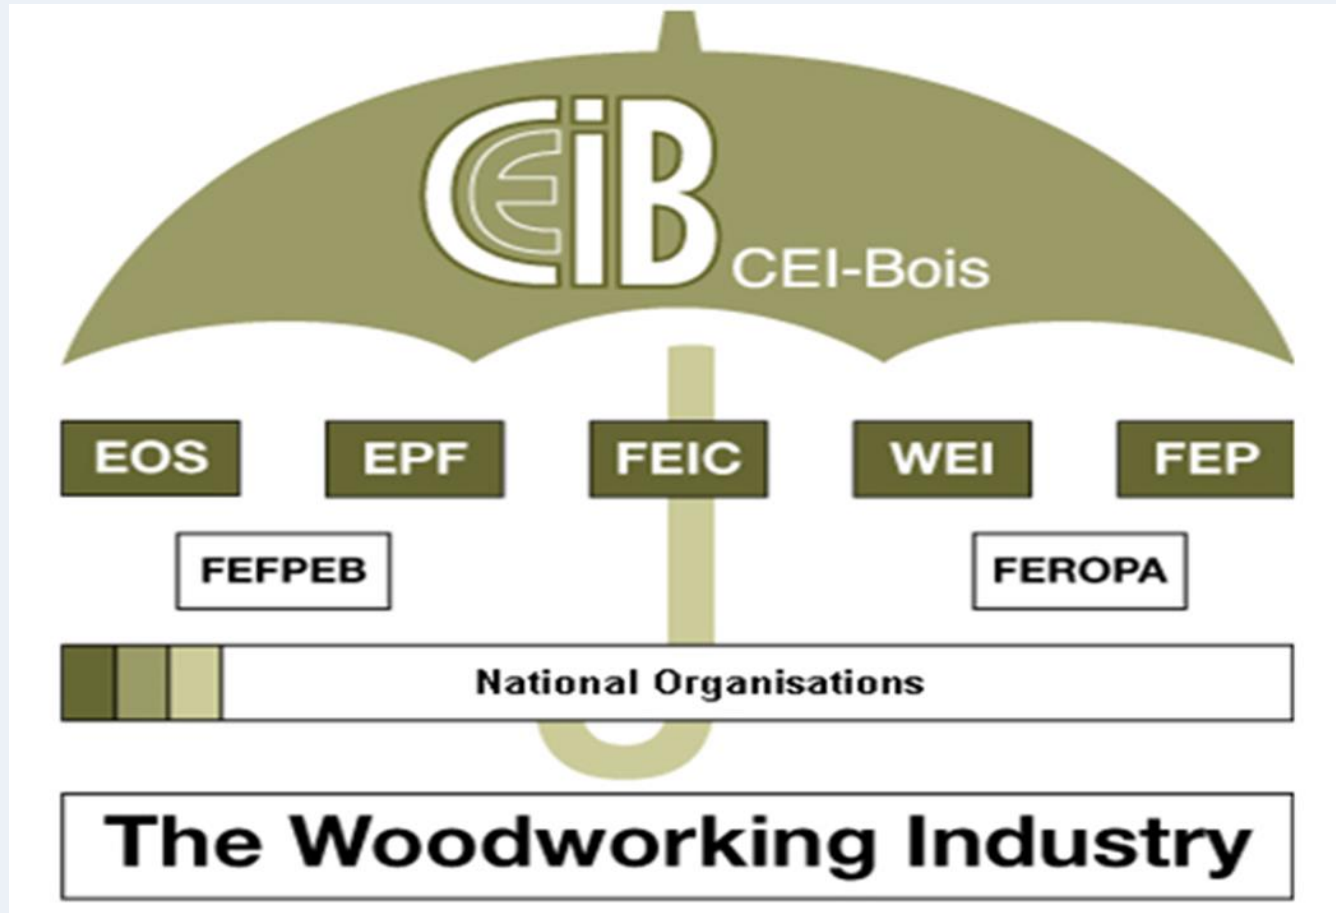 CEiB
CEI-Bois
EOS EPF FEIC WEI FEP
FEFPEB FEROPA
National Organisations
The Woodworking Industry